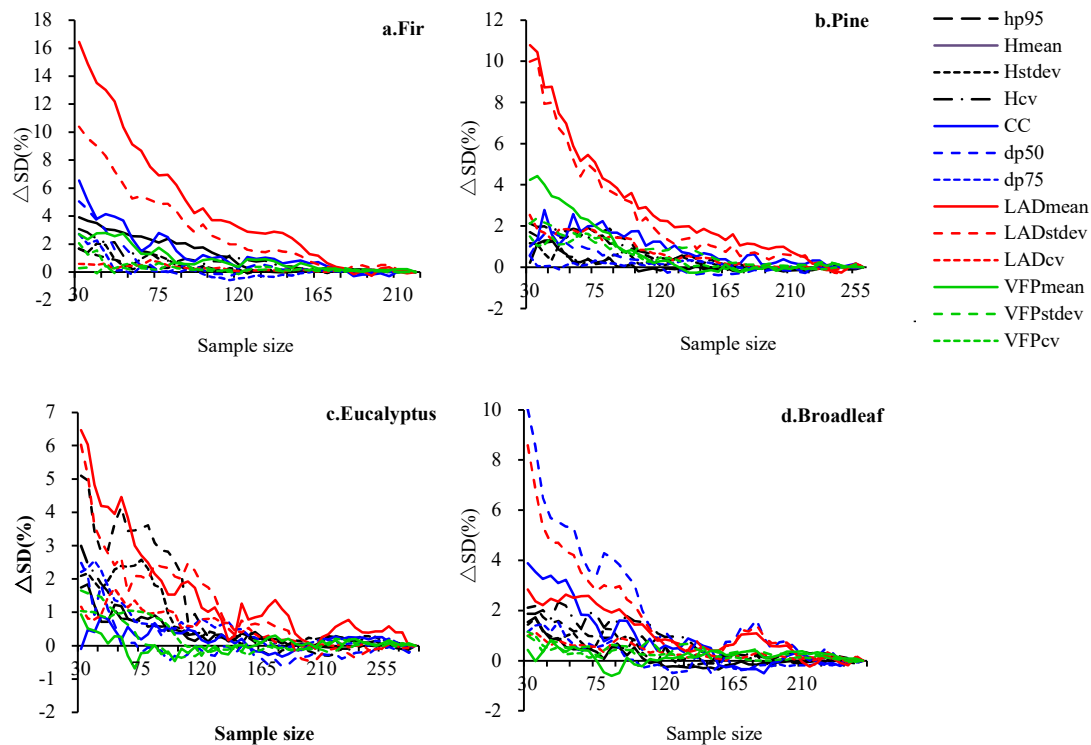 a.Fir
18
16
14
12
10
8
6
4
2
0
-2
△SD(%)
30 75 120 165 210
Sample size
b.Pine
12
10
8
6
4
2
0
-2
△SD(%)
30 75 120 165 210 255
Sample size
hp95
Hmean
Hstdev
Hcv
CC
dp50
dp75
LADmean
LADstdev
LADcv
VFPmean
VFPstdev
VFPcv
.
c.Eucalyptus
7
6
5
4
3
2
1
0
-1
-2
△SD(%)
30 75 120 165 210 255
Sample size
d.Broadleaf
10
8
6
4
2
0
-2
△SD(%)
30 75 120 165 210
Sample size